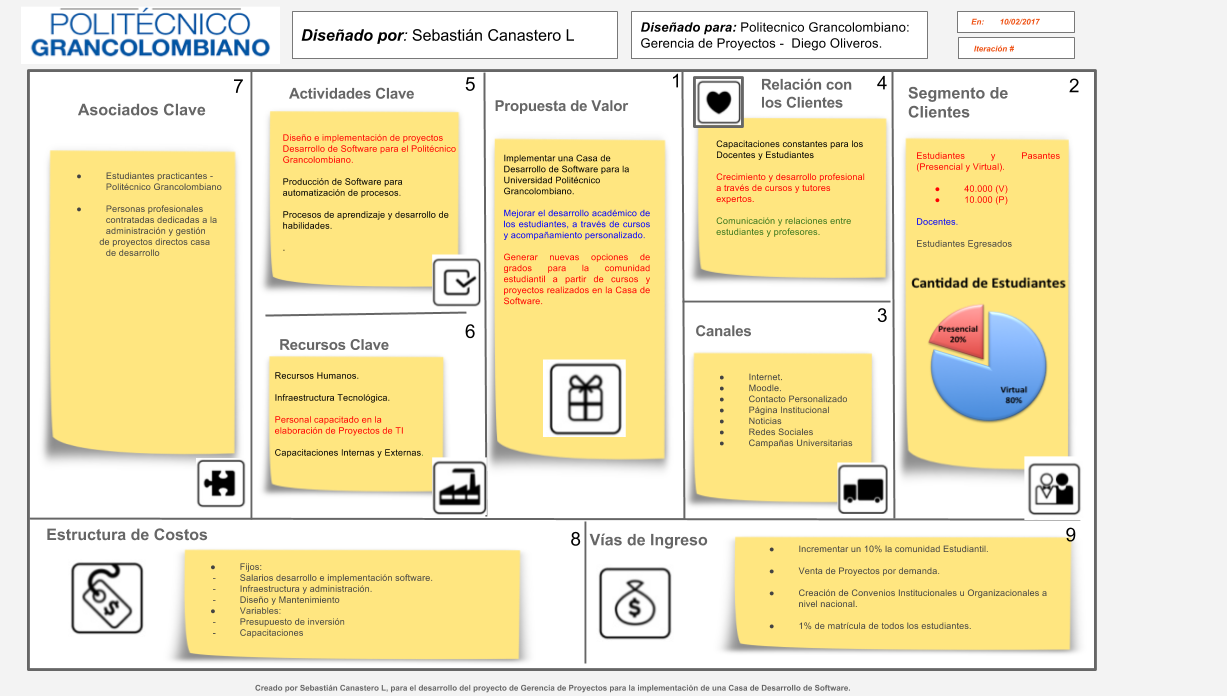 POLITÉCNICO
GRANCOLOMBIANO
Diseñado por: Sebastián Canastero L
Diseñado para: Politecnico Grancolombiano:
Gerencia de Proyectos -  Diego Oliveros.
En: 10/02/2017
Iteración #
7
Asociados Clave
● Estudiantes practicantes -
Politécnico Grancolombiano
● Personas profesionales
contratadas dedicadas a la
administración y gestión
de proyectos directos casa
de desarrollo
5
Actividades Clave
Diseño e implementación de proyectos
Desarrollo de Software para el Politécnico
Grancolombiano.
Producción de Software para
automatización de procesos.
Procesos de aprendizaje y desarrollo de
habilidades.
.
6
Recursos Clave
Recursos Humanos.
Infraestructura Tecnológica.
Personal capacitado en la
elaboración de Proyectos de TI
Capacitaciones Internas y Externas.
1
Propuesta de Valor
Implementar una Casa de
Desarrollo de Software para la
Universidad Politécnico
Grancolombiano.
Mejorar el desarrollo académico de
los estudiantes, a través de cursos
y acompañamiento personalizado.
Generar nuevas opciones de
grados para la comunidad
estudiantil a partir de cursos y
proyectos realizados en la Casa de
Software.
4
Relación con
los Clientes
Capacitaciones constantes para los
Docentes y Estudiantes
Crecimiento y desarrollo profesional
a través de cursos y tutores
expertos.
Comunicación y relaciones entre
estudiantes y profesores.
3
Canales
● Internet.
● Moodle.
● Contacto Personalizado
● Página Institucional
● Noticias
● Redes Sociales
● Campañas Universitarias
2
Segmento de
Clientes
Estudiantes y Pasantes
(Presencial y Virtual).
● 40.000 (V)
● 10.000 (P)
Docentes.
Estudiantes Egresados
Cantidad de Estudiantes
Presencial
20%
Virtual
80%
Estructura de Costos
8
● Fijos:
- Salarios desarrollo e implementación software.
- Infraestructura y administración.
- Diseño y Mantenimiento
● Variables:
- Presupuesto de inversión
- Capacitaciones
$
Vías de Ingreso
9
● Incrementar un 10% la comunidad Estudiantil.
● Venta de Proyectos por demanda.
● Creación de Convenios Institucionales u Organizacionales a
nivel nacional.
● 1% de matrícula de todos los estudiantes.
$
Creado por Sebastián Canastero L, para el desarrollo del proyecto de Gerencia de Proyectos para la implementación de una Casa de Desarrollo de Software.